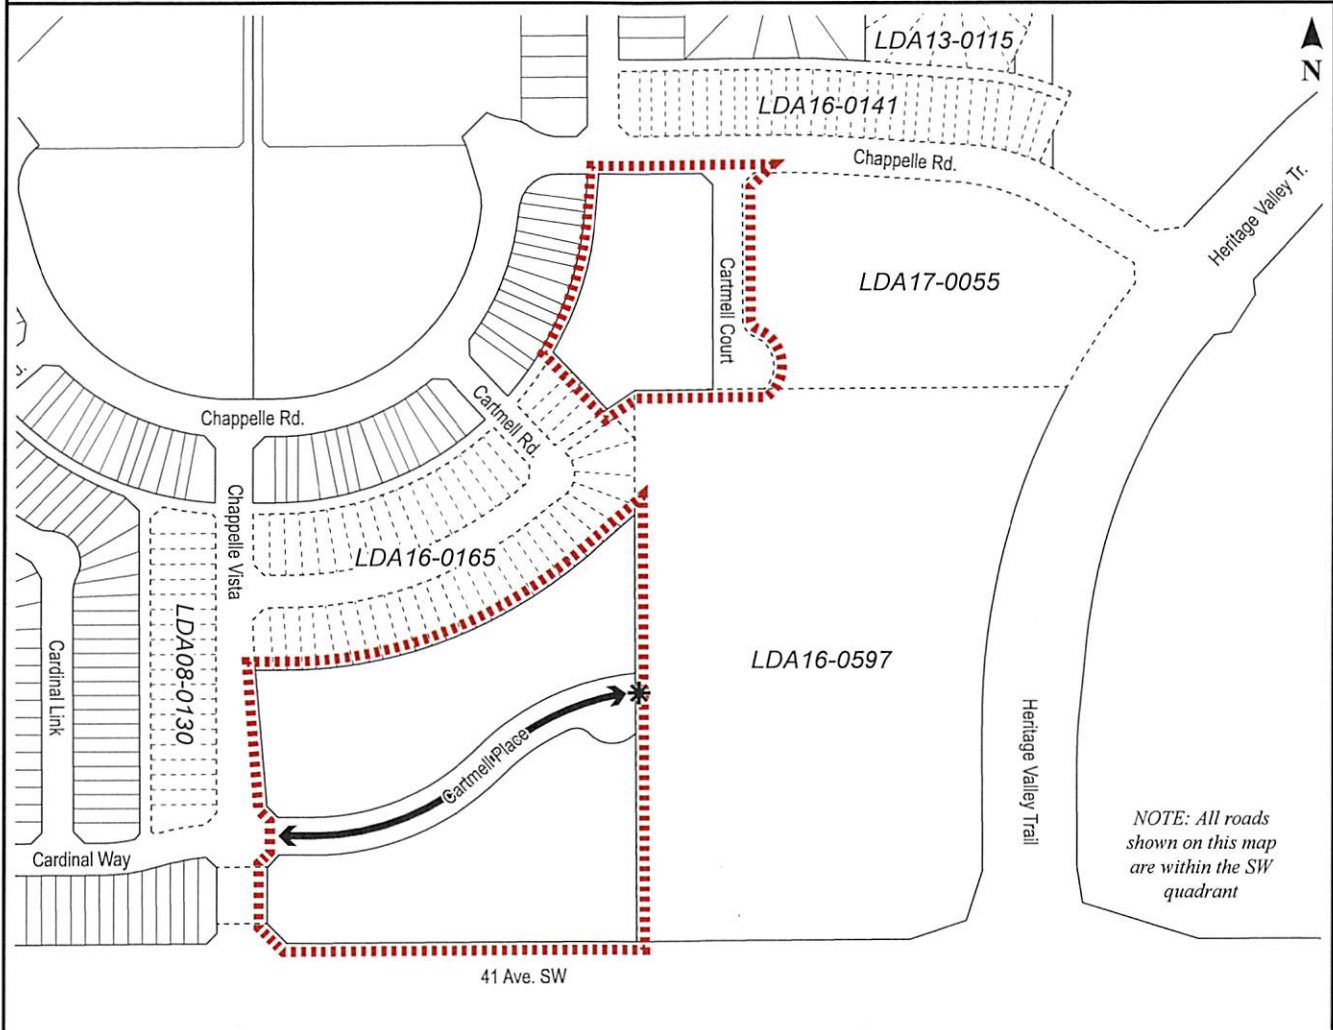 LDA13-0115
N
LDA16-0141
Chappelle Rd.
Heritage Valley Tr.
Cartmell Court
LDA17-0055
Chappelle Rd.
Cartmell Rd.
Chappelle Vista
LDA16-0165
LDA08-0130
Cardinal Link
LDA16-0597
Cartmell Place
Heritage Valley Trail
NOTE: All roads
shown on this map
are within the SW
quadrant
Cardinal Way
41 Ave. SW